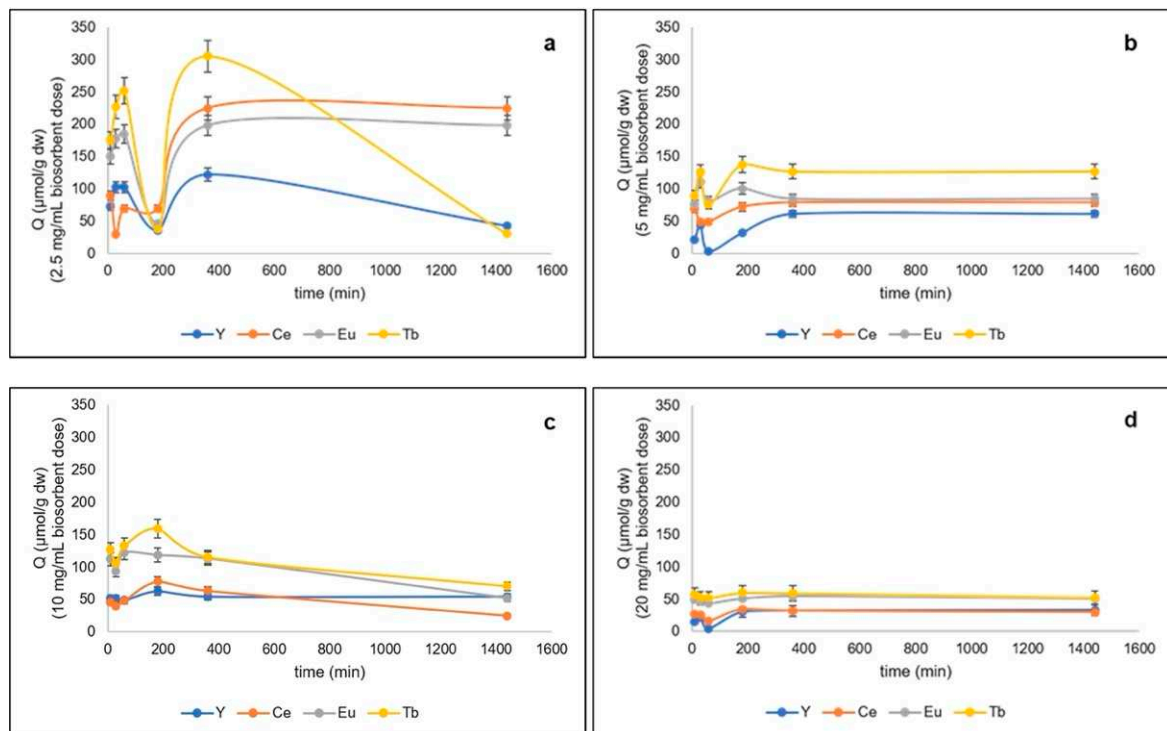 a
350
300
250
200
150
100
50
0
Q (µmol/g dw)
(2.5 mg/mL biosorbent dose)
0 200 400 600 800 1000 1200 1400 1600
time (min)
Y Ce Eu Tb
b
350
300
250
200
150
100
50
0
Q (µmol/g dw)
(5 mg/mL biosorbent dose)
0 200 400 600 800 1000 1200 1400 1600
time (min)
Y Ce Eu Tb
c
350
300
250
200
150
100
50
0
Q (µmol/g dw)
(10 mg/mL biosorbent dose)
0 200 400 600 800 1000 1200 1400 1600
time (min)
Y Ce Eu Tb
d
350
300
250
200
150
100
50
0
Q (µmol/g dw)
(20 mg/mL biosorbent dose)
0 200 400 600 800 1000 1200 1400 1600
time (min)
Y Ce Eu Tb